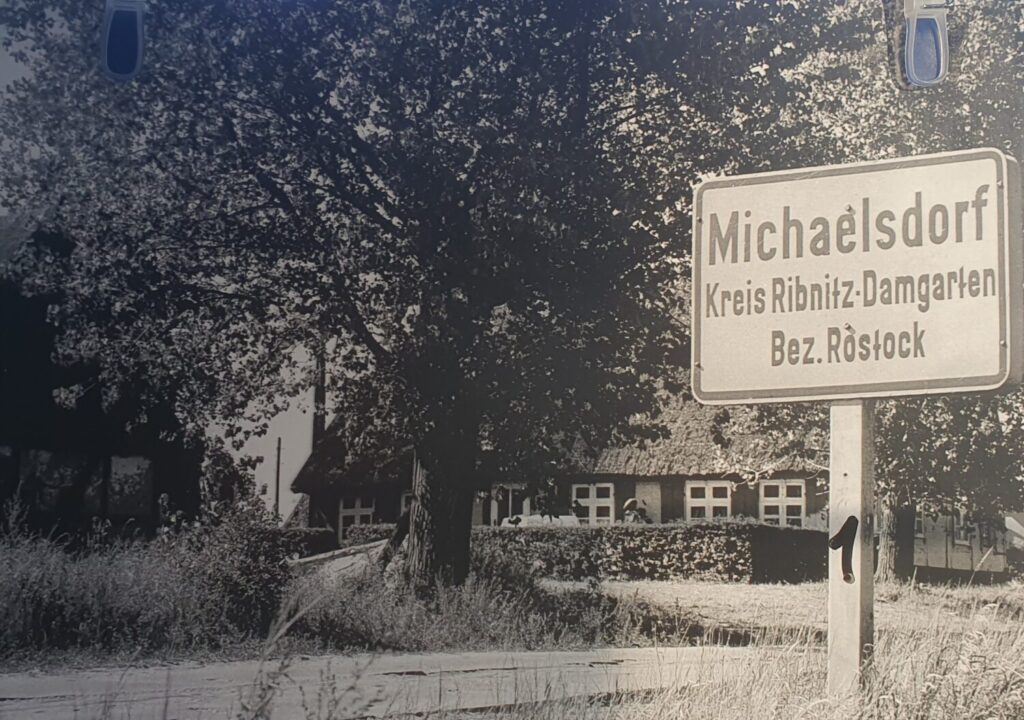 Michaelsdorf
Kreis Ribnitz-Damgarten
Bez. Rostock
1